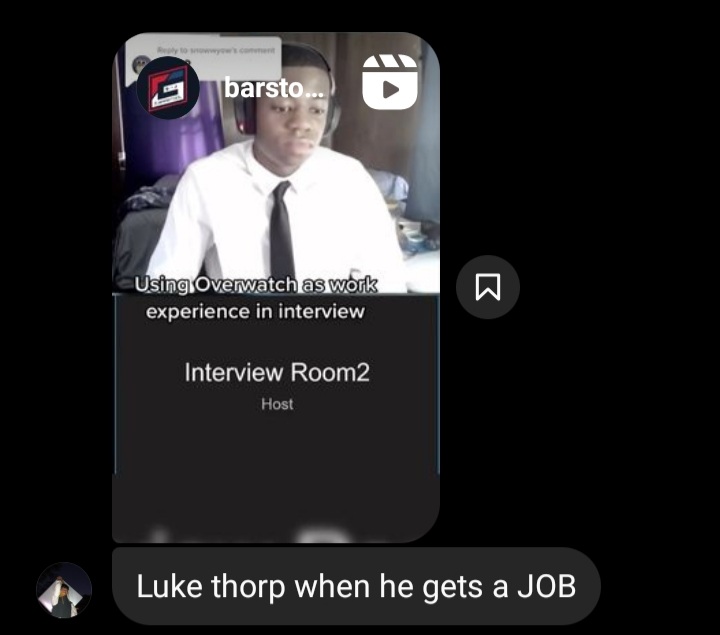 Reply to snowwyow's comment
barsto...
Using Overwatch as work
experience in interview
Interview Room2
Host
Luke thorp when he gets a JOB